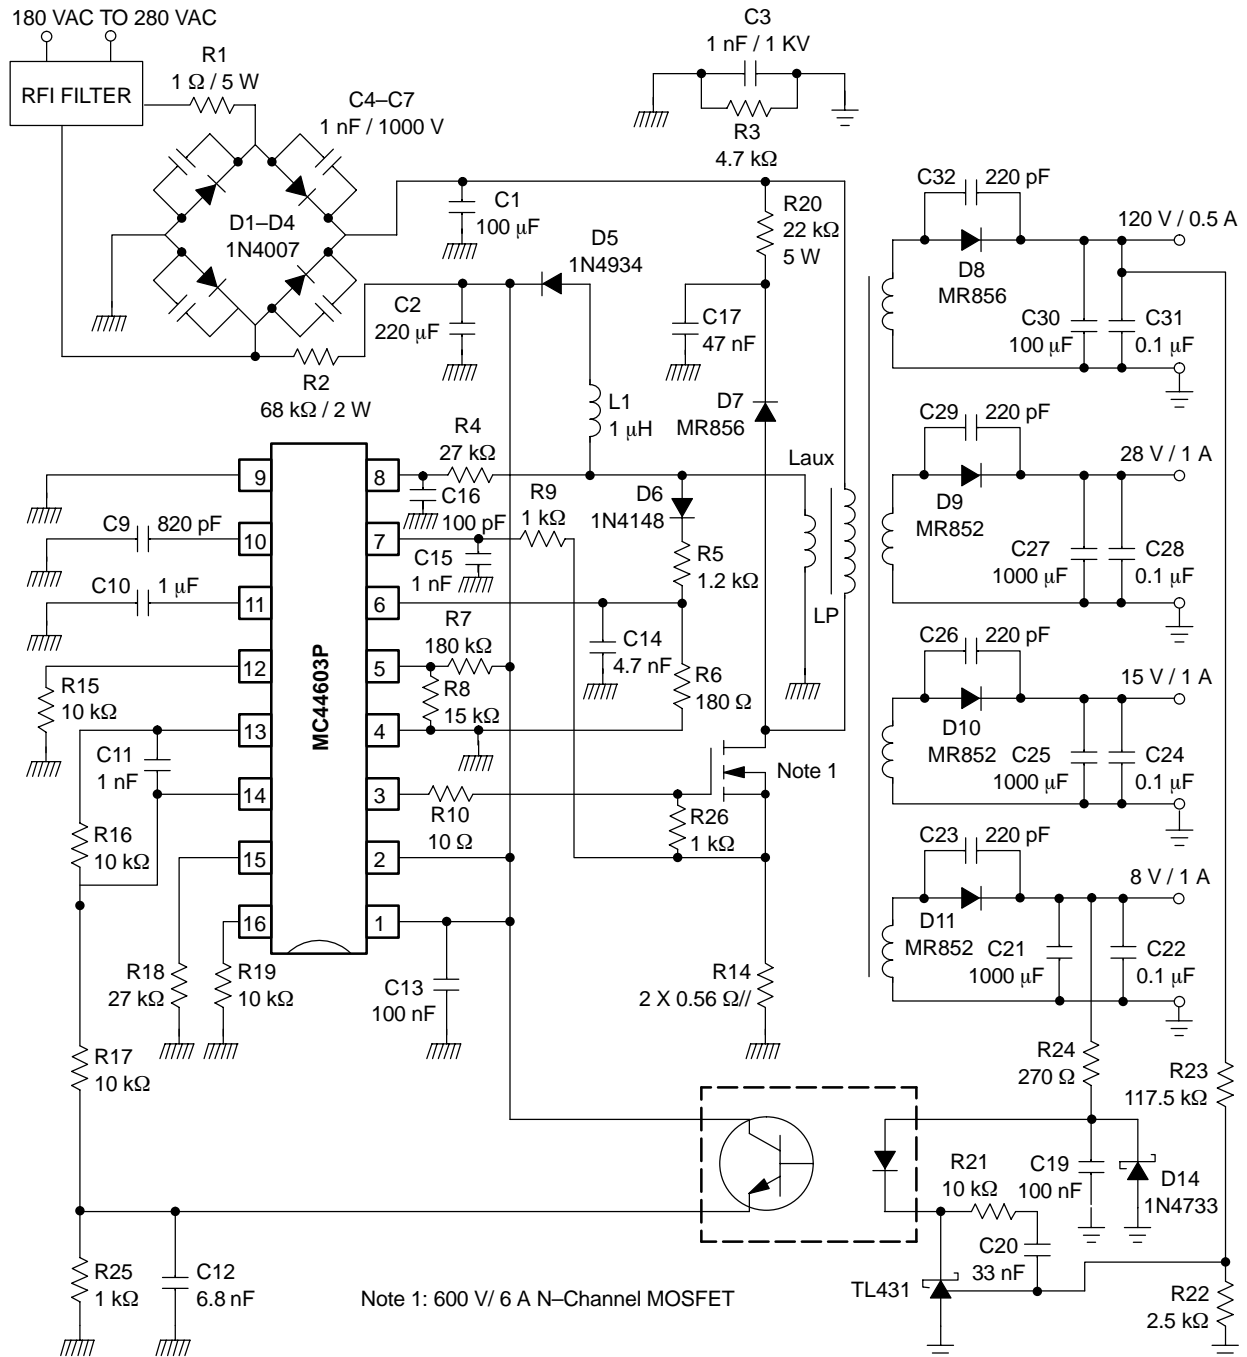 180 VAC TO 280 VAC
RFI FILTER
R1
1 Ω / 5 W
C4–C7
1 nF / 1000 V
D1–D4
1N4007
C3
1 nF / 1 KV
R3
4.7 kΩ
C1
100 µF
R20
22 kΩ
5 W
D5
1N4934
C2
220 µF
C17
47 nF
R2
68 kΩ / 2 W
L1
1 µH
D7
MR856
R4
27 kΩ
C16
100 pF
R9
1 kΩ
D6
1N4148
Laux
LP
C9
820 pF
C15
1 nF
R5
1.2 kΩ
C10
1 µF
R7
180 kΩ
C14
4.7 nF
R6
180 Ω
R15
10 kΩ
R8
15 kΩ
C11
1 nF
Note 1
R16
10 kΩ
R10
10 Ω
R26
1 kΩ
MC44603P
9
10
11
12
13
14
15
16
8
7
6
5
4
3
2
1
R18
27 kΩ
R19
10 kΩ
C13
100 nF
R14
2 X 0.56 Ω//
R17
10 kΩ
R25
1 kΩ
C12
6.8 nF
C32
220 pF
120 V / 0.5 A
D8
MR856
C30
100 µF
C31
0.1 µF
C29
220 pF
28 V / 1 A
D9
MR852
C27
1000 µF
C28
0.1 µF
C26
220 pF
15 V / 1 A
D10
MR852
C25
1000 µF
C24
0.1 µF
C23
220 pF
8 V / 1 A
D11
MR852
C21
1000 µF
C22
0.1 µF
R24
270 Ω
R23
117.5 kΩ
R21
10 kΩ
C19
100 nF
D14
1N4733
C20
33 nF
TL431
R22
2.5 kΩ
Note 1: 600 V/ 6 A N–Channel MOSFET